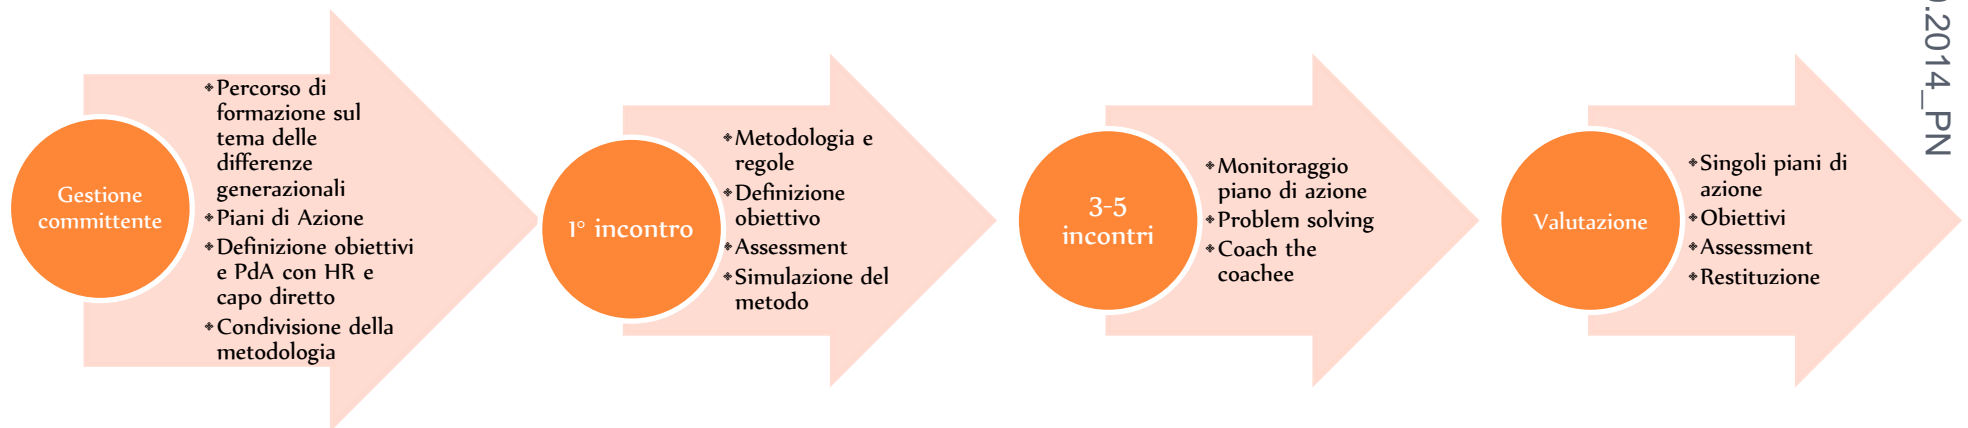 Gestione
committente
*Percorso di
formazione sul
tema delle
differenze
generazionali
*Piani di Azione
*Definizione obiettivi
e PdA con HR e
capo diretto
*Condivisione della
metodologia
1° incontro
*Metodologia e
regole
*Definizione
obiettivo
*Assessment
*Simulazione del
metodo
3-5
incontri
*Monitoraggio
piano di azione
*Problem solving
*Coach the
coachee
Valutazione
*Singoli piani di
azione
*Obiettivi
*Assessment
*Restituzione
.2014_PN